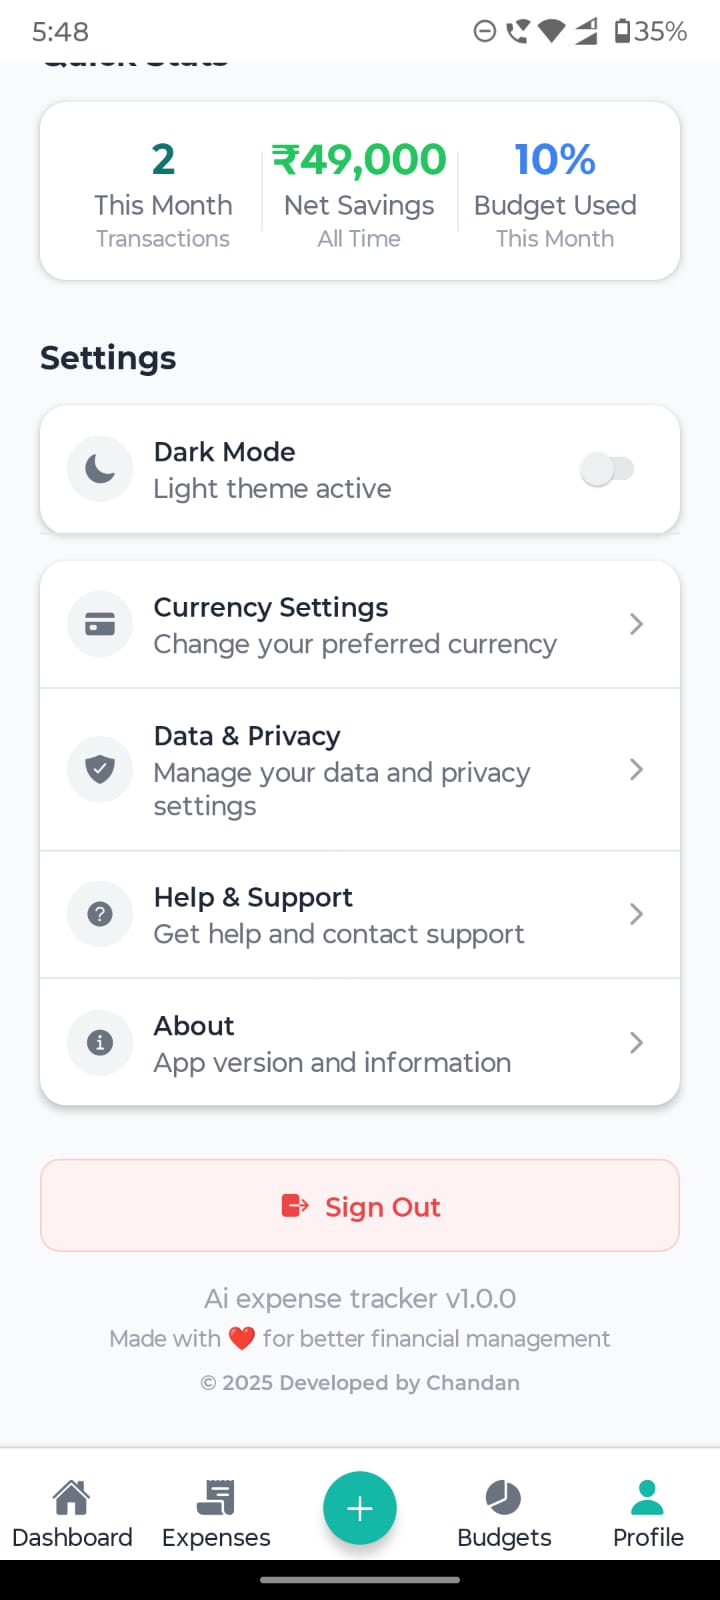 5:48
35%
Quick Stats
2
This Month
Transactions
₹49,000
Net Savings
All Time
10%
Budget Used
This Month
Settings
Dark Mode
Light theme active
Currency Settings
Change your preferred currency
Data & Privacy
Manage your data and privacy
settings
Help & Support
Get help and contact support
About
App version and information
Sign Out
Ai expense tracker v1.0.0
Made with ❤️ for better financial management
© 2025 Developed by Chandan
Dashboard
Expenses
Budgets
Profile